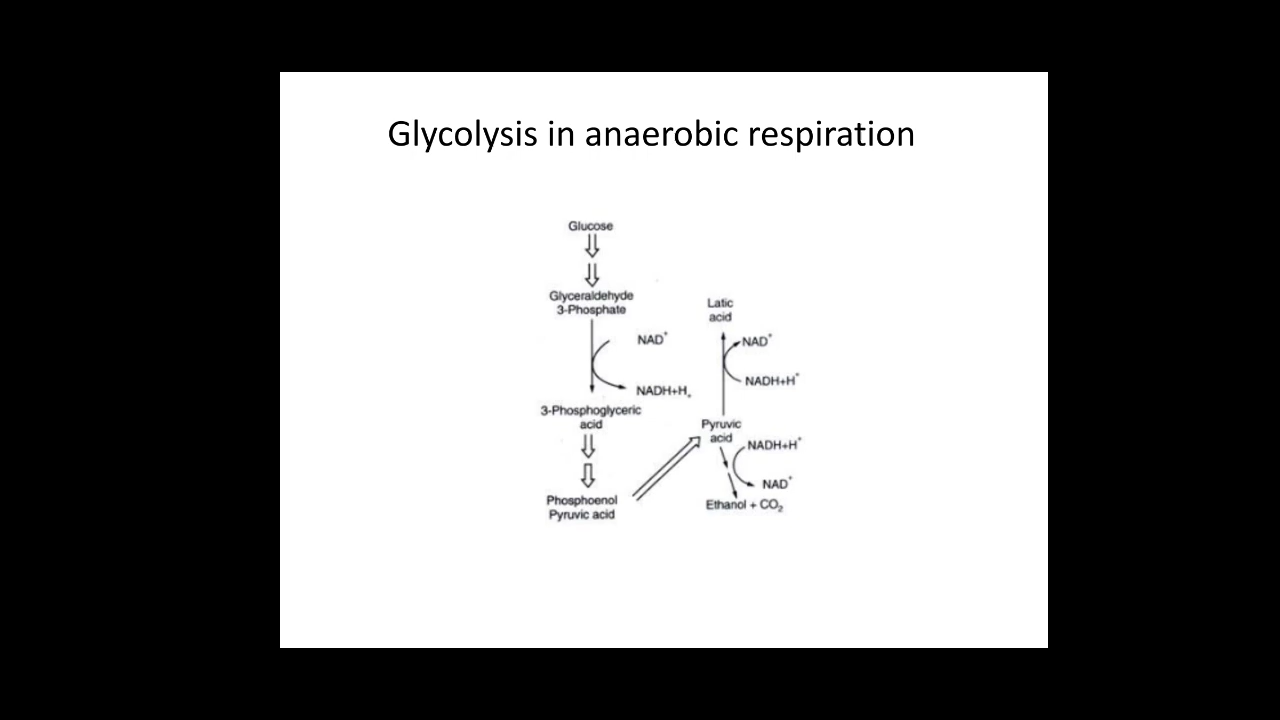 Glycolysis in anaerobic respiration
Glucose
Glyceraldehyde
3-Phosphate
NAD⁺
NADH+H₊
3-Phosphoglyceric
acid
Phosphoenol
Pyruvic acid
Latic
acid
NAD⁺
NADH+H⁺
Pyruvic
acid
NADH+H⁺
NAD⁺
Ethanol + CO₂